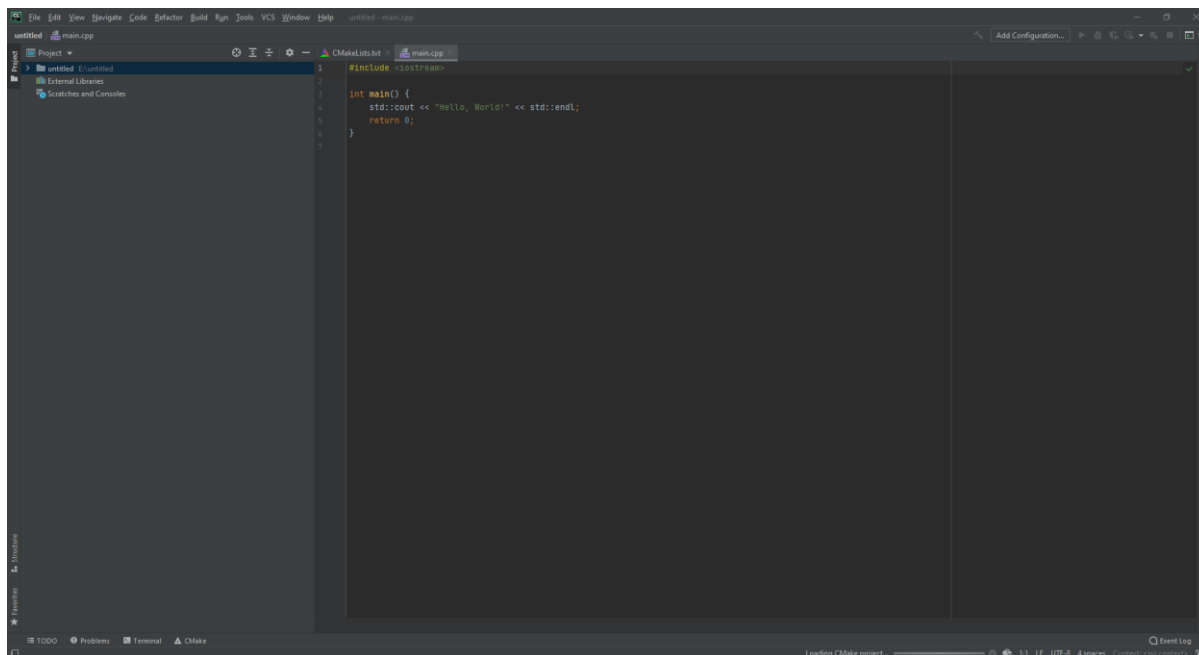 File Edit View Navigate Code Refactor Build Run Tools VCS Window Help untitled - main.cpp
untitled main.cpp Add Configuration...
Project CMakeLists.txt main.cpp
Project
untitled E:\untitled
External Libraries
Scratches and Consoles
1 #include <iostream>
2
3 int main() {
4 std::cout << "Hello, World!" << std::endl;
5 return 0;
6 }
7
Structure
Favorites
TODO Problems Terminal CMake Event Log
Loading CMake project... 1:1 LF UTF-8 4 spaces Context: <no context>